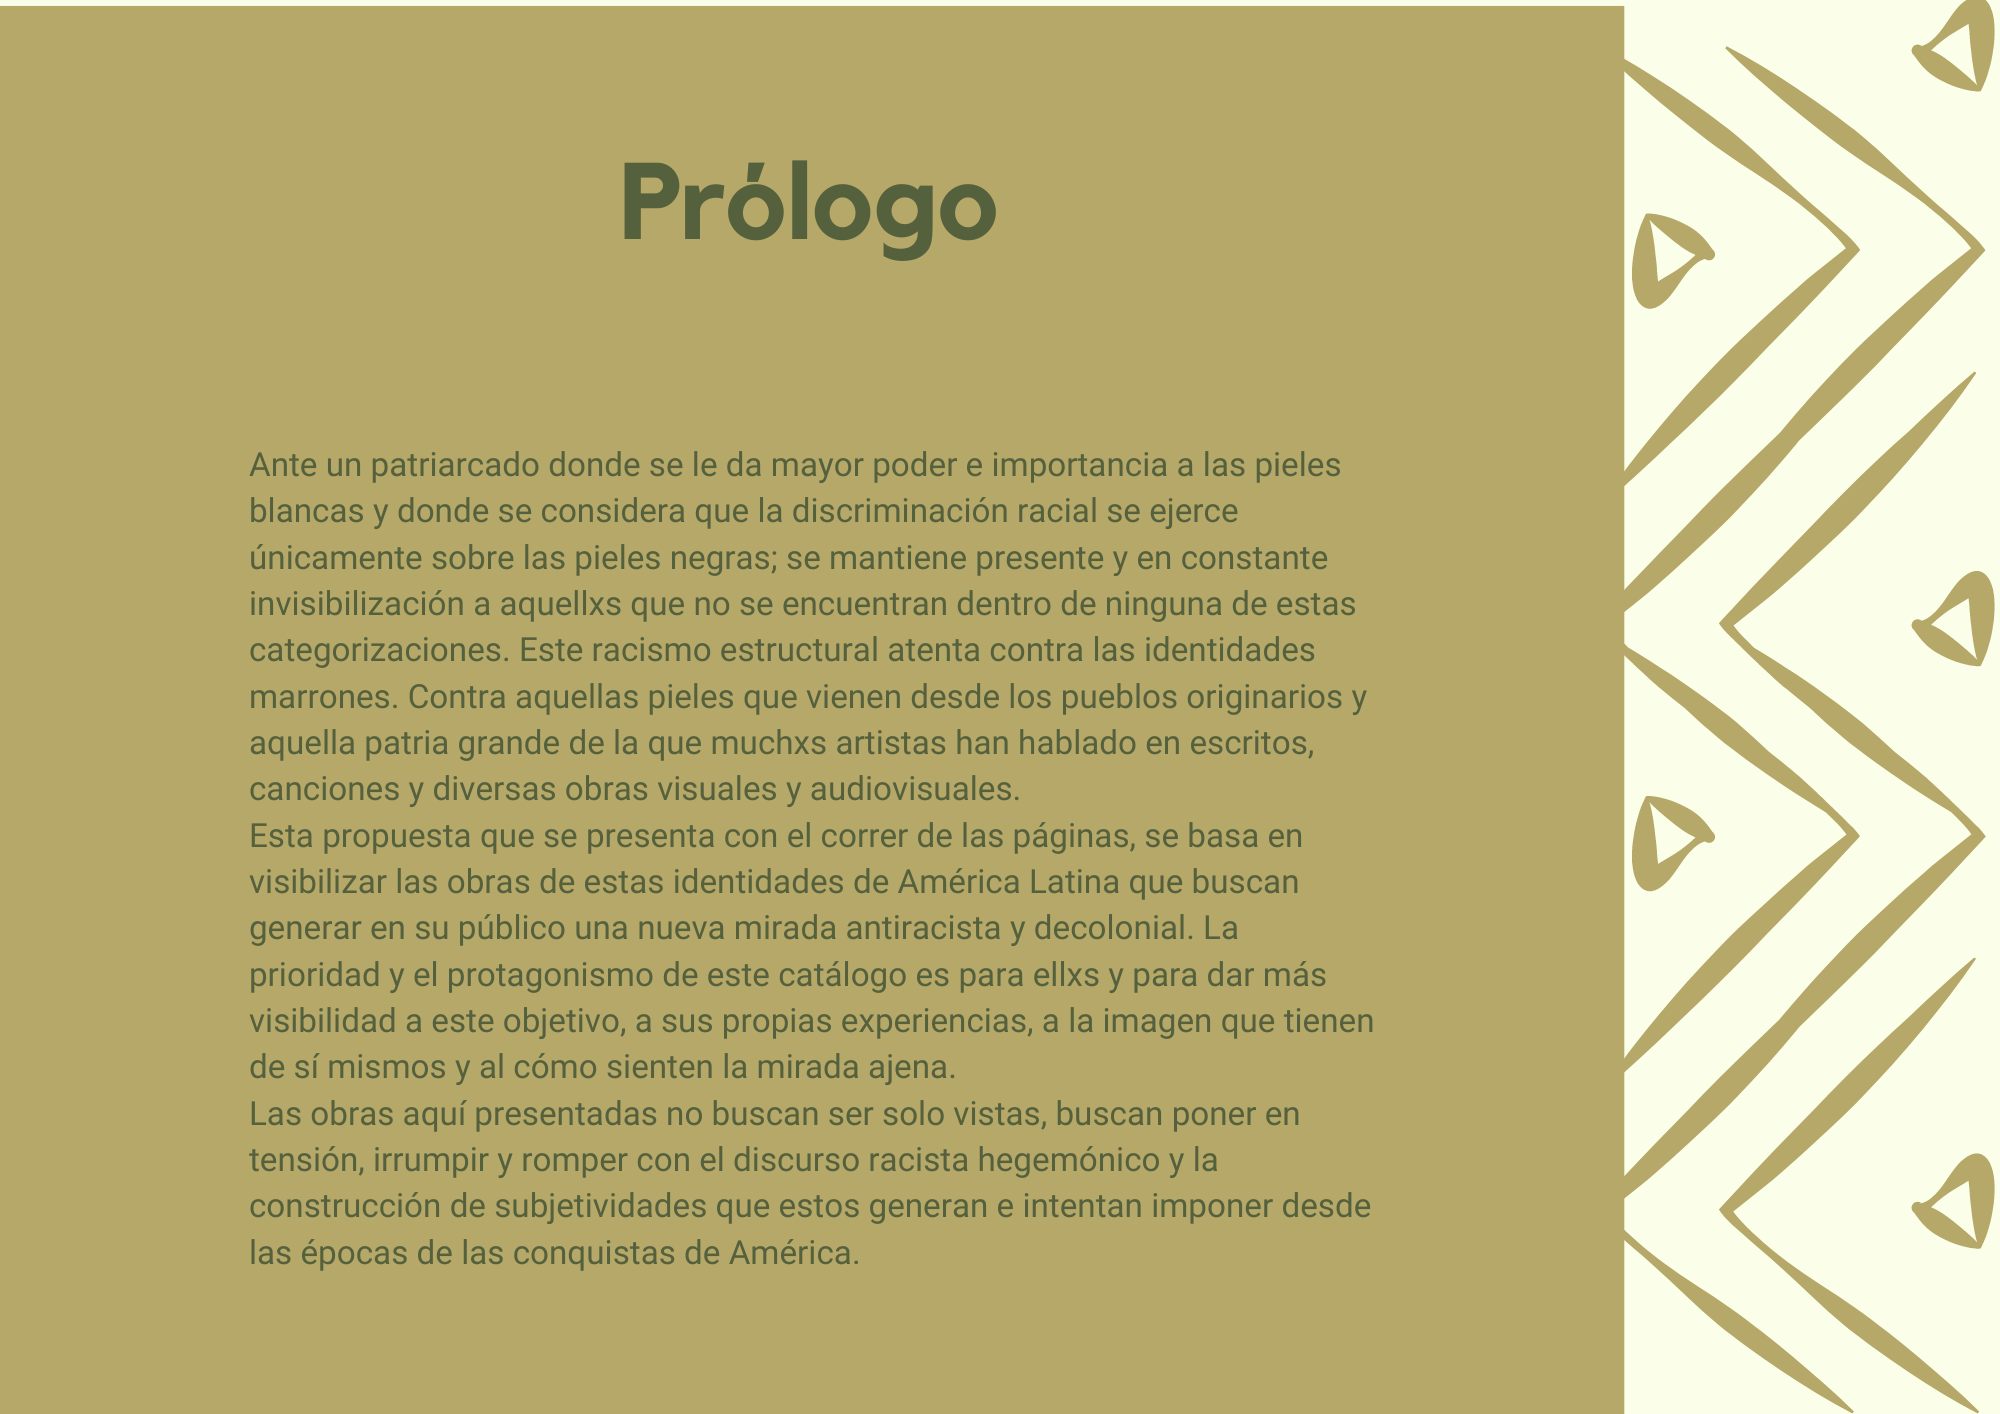 Prólogo
Ante un patriarcado donde se le da mayor poder e importancia a las pieles
blancas y donde se considera que la discriminación racial se ejerce
únicamente sobre las pieles negras; se mantiene presente y en constante
invisibilización a aquellxs que no se encuentran dentro de ninguna de estas
categorizaciones. Este racismo estructural atenta contra las identidades
marrones. Contra aquellas pieles que vienen desde los pueblos originarios y
aquella patria grande de la que muchxs artistas han hablado en escritos,
canciones y diversas obras visuales y audiovisuales.
Esta propuesta que se presenta con el correr de las páginas, se basa en
visibilizar las obras de estas identidades de América Latina que buscan
generar en su público una nueva mirada antiracista y decolonial. La
prioridad y el protagonismo de este catálogo es para ellxs y para dar más
visibilidad a este objetivo, a sus propias experiencias, a la imagen que tienen
de sí mismos y al cómo sienten la mirada ajena.
Las obras aquí presentadas no buscan ser solo vistas, buscan poner en
tensión, irrumpir y romper con el discurso racista hegemónico y la
construcción de subjetividades que estos generan e intentan imponer desde
las épocas de las conquistas de América.